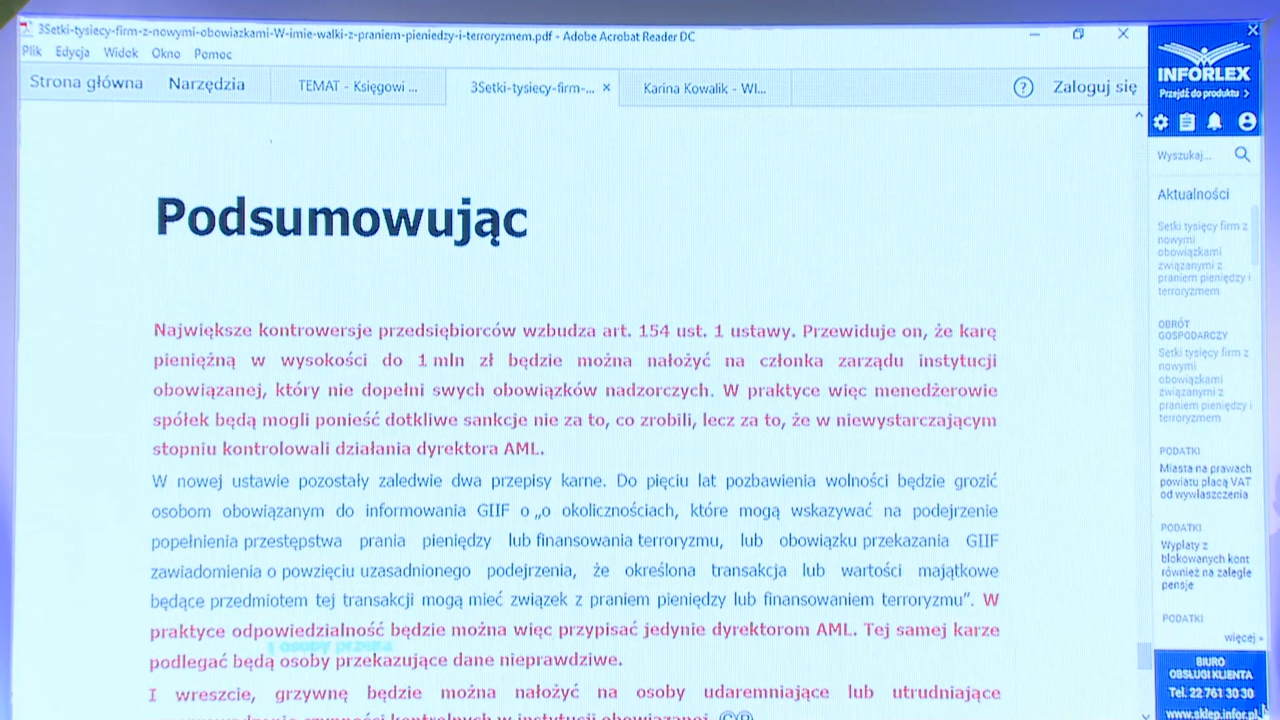 3Setki-tysiecy-firm-z-nowymi-obowiazkami-W-imie-walki-z-praniem-pieniedzy-i-terroryzmem.pdf - Adobe Acrobat Reader DC
Plik Edycja Widok Okno Pomoc
Strona główna Narzędzia TEMAT - Księgowi ... 3Setki-tysiecy-firm-... × Karina Kowalik - WI... ? Zaloguj się
Podsumowując
Największe kontrowersje przedsiębiorców wzbudza art. 154 ust. 1 ustawy. Przewiduje on, że karę
pieniężną w wysokości do 1 mln zł będzie można nałożyć na członka zarządu instytucji
obowiązanej, który nie dopełni swych obowiązków nadzorczych. W praktyce więc menedżerowie
spółek będą mogli ponieść dotkliwe sankcje nie za to, co zrobili, lecz za to, że w niewystarczającym
stopniu kontrolowali działania dyrektora AML.
W nowej ustawie pozostały zaledwie dwa przepisy karne. Do pięciu lat pozbawienia wolności będzie grozić
osobom obowiązanym do informowania GIIF o „o okolicznościach, które mogą wskazywać na podejrzenie
popełnienia przestępstwa prania pieniędzy lub finansowania terroryzmu, lub obowiązku przekazania GIIF
zawiadomienia o powzięciu uzasadnionego podejrzenia, że określona transakcja lub wartości majątkowe
będące przedmiotem tej transakcji mogą mieć związek z praniem pieniędzy lub finansowaniem terroryzmu”. W
praktyce odpowiedzialność będzie można więc przypisać jedynie dyrektorom AML. Tej samej karze
podlegać będą osoby przekazujące dane nieprawdziwe.
I wreszcie, grzywnę będzie można nałożyć na osoby udaremniające lub utrudniające
INFORLEX
Przejdź do produktu >
Wyszukaj...
Aktualności
Setki tysięcy firm z
nowymi
obowiązkami
związanymi z
praniem pieniędzy i
terroryzmem
OBRÓT
GOSPODARCZY
Setki tysięcy firm z
nowymi
obowiązkami
związanymi z
praniem pieniędzy i
terroryzmem
PODATKI
Miasta na prawach
powiatu płacą VAT
od wywłaszczenia
PODATKI
Wypłaty z
blokowanych kont
również na zaległe
pensje
PODATKI
więcej »
BIURO
OBSŁUGI KLIENTA
Tel. 22 761 30 30
www.sklep.infor.pl